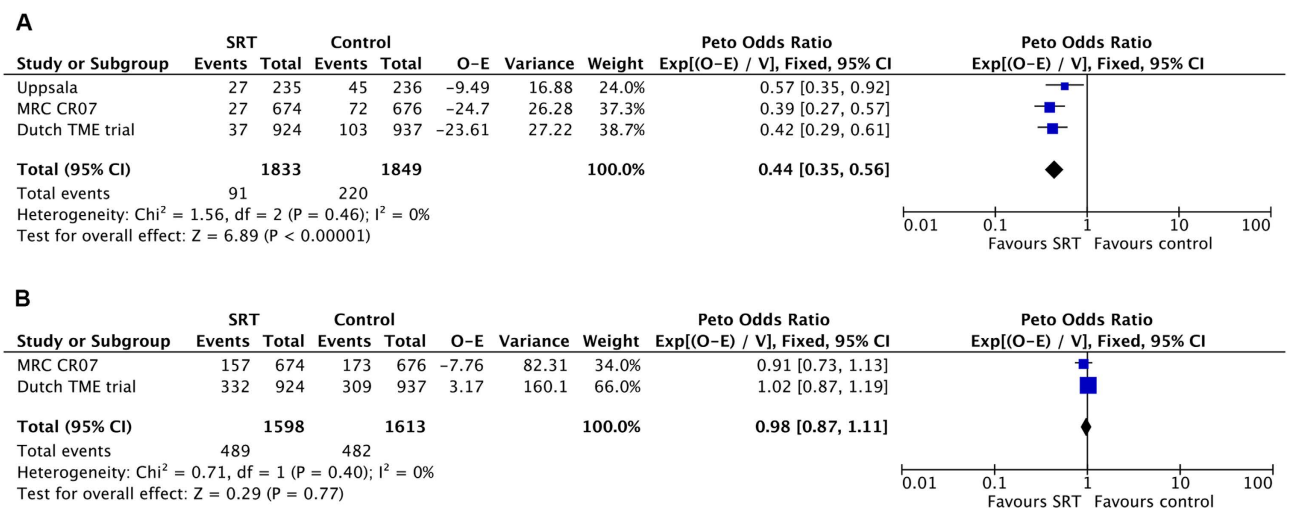 A
SRT Control Peto Odds Ratio Peto Odds Ratio
Study or Subgroup Events Total Events Total O–E Variance Weight Exp[(O–E) / V], Fixed, 95% CI Exp[(O–E) / V], Fixed, 95% CI
Uppsala 27 235 45 236 −9.49 16.88 24.0% 0.57 [0.35, 0.92]
MRC CR07 27 674 72 676 −24.7 26.28 37.3% 0.39 [0.27, 0.57]
Dutch TME trial 37 924 103 937 −23.61 27.22 38.7% 0.42 [0.29, 0.61]
Total (95% CI) 1833 1849 100.0% 0.44 [0.35, 0.56]
Total events 91 220
Heterogeneity: Chi² = 1.56, df = 2 (P = 0.46); I² = 0%
Test for overall effect: Z = 6.89 (P < 0.00001)
0.01 0.1 1 10 100
Favours SRT Favours control
B
SRT Control Peto Odds Ratio Peto Odds Ratio
Study or Subgroup Events Total Events Total O–E Variance Weight Exp[(O–E) / V], Fixed, 95% CI Exp[(O–E) / V], Fixed, 95% CI
MRC CR07 157 674 173 676 −7.76 82.31 34.0% 0.91 [0.73, 1.13]
Dutch TME trial 332 924 309 937 3.17 160.1 66.0% 1.02 [0.87, 1.19]
Total (95% CI) 1598 1613 100.0% 0.98 [0.87, 1.11]
Total events 489 482
Heterogeneity: Chi² = 0.71, df = 1 (P = 0.40); I² = 0%
Test for overall effect: Z = 0.29 (P = 0.77)
0.01 0.1 1 10 100
Favours SRT Favours control